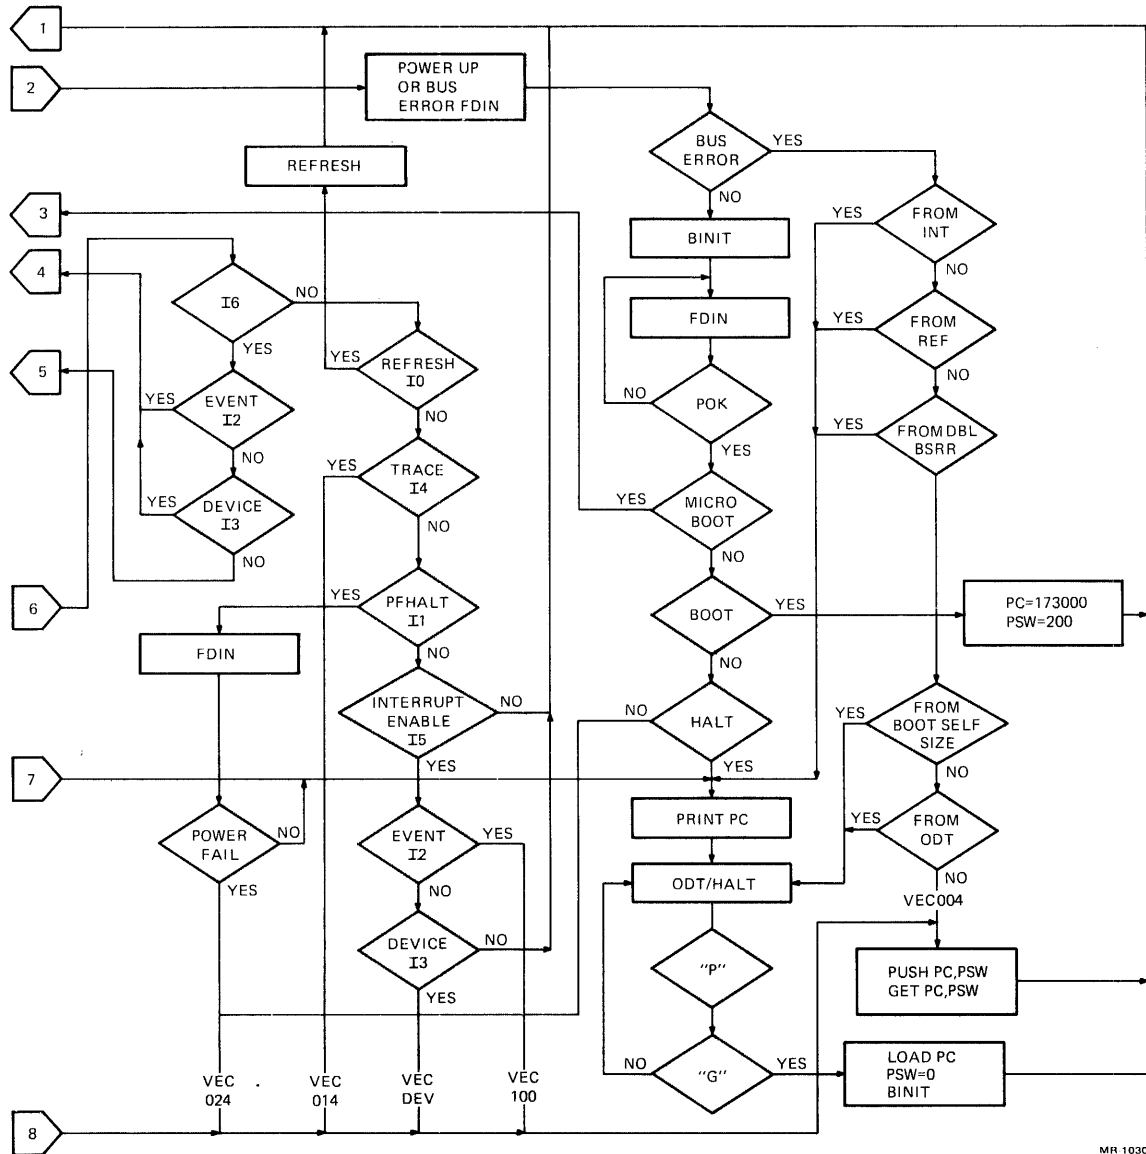 1
2
POWER UP
OR BUS
ERROR FDIN
BUS
ERROR
YES
NO
REFRESH
3
BINIT
YES
FROM
INT
NO
4
I6
NO
YES
FDIN
5
YES
REFRESH
I0
NO
YES
FROM
REF
NO
YES
EVENT
I2
NO
NO
POK
YES
YES
FROM DBL
BSRR
YES
TRACE
I4
NO
YES
DEVICE
I3
NO
YES
MICRO
BOOT
NO
6
YES
PFHALT
I1
NO
BOOT
YES
NO
PC=173000
PSW=200
FDIN
INTERRUPT
ENABLE
I5
NO
YES
NO
HALT
YES
YES
FROM
BOOT SELF
SIZE
NO
7
PRINT PC
POWER
FAIL
NO
YES
EVENT
I2
YES
NO
YES
FROM
ODT
NO
VEC004
ODT/HALT
DEVICE
I3
NO
YES
"P"
PUSH PC,PSW
GET PC,PSW
NO
"G"
YES
LOAD PC
PSW=0
BINIT
VEC
024
VEC
014
VEC
DEV
VEC
100
8
MR-1030